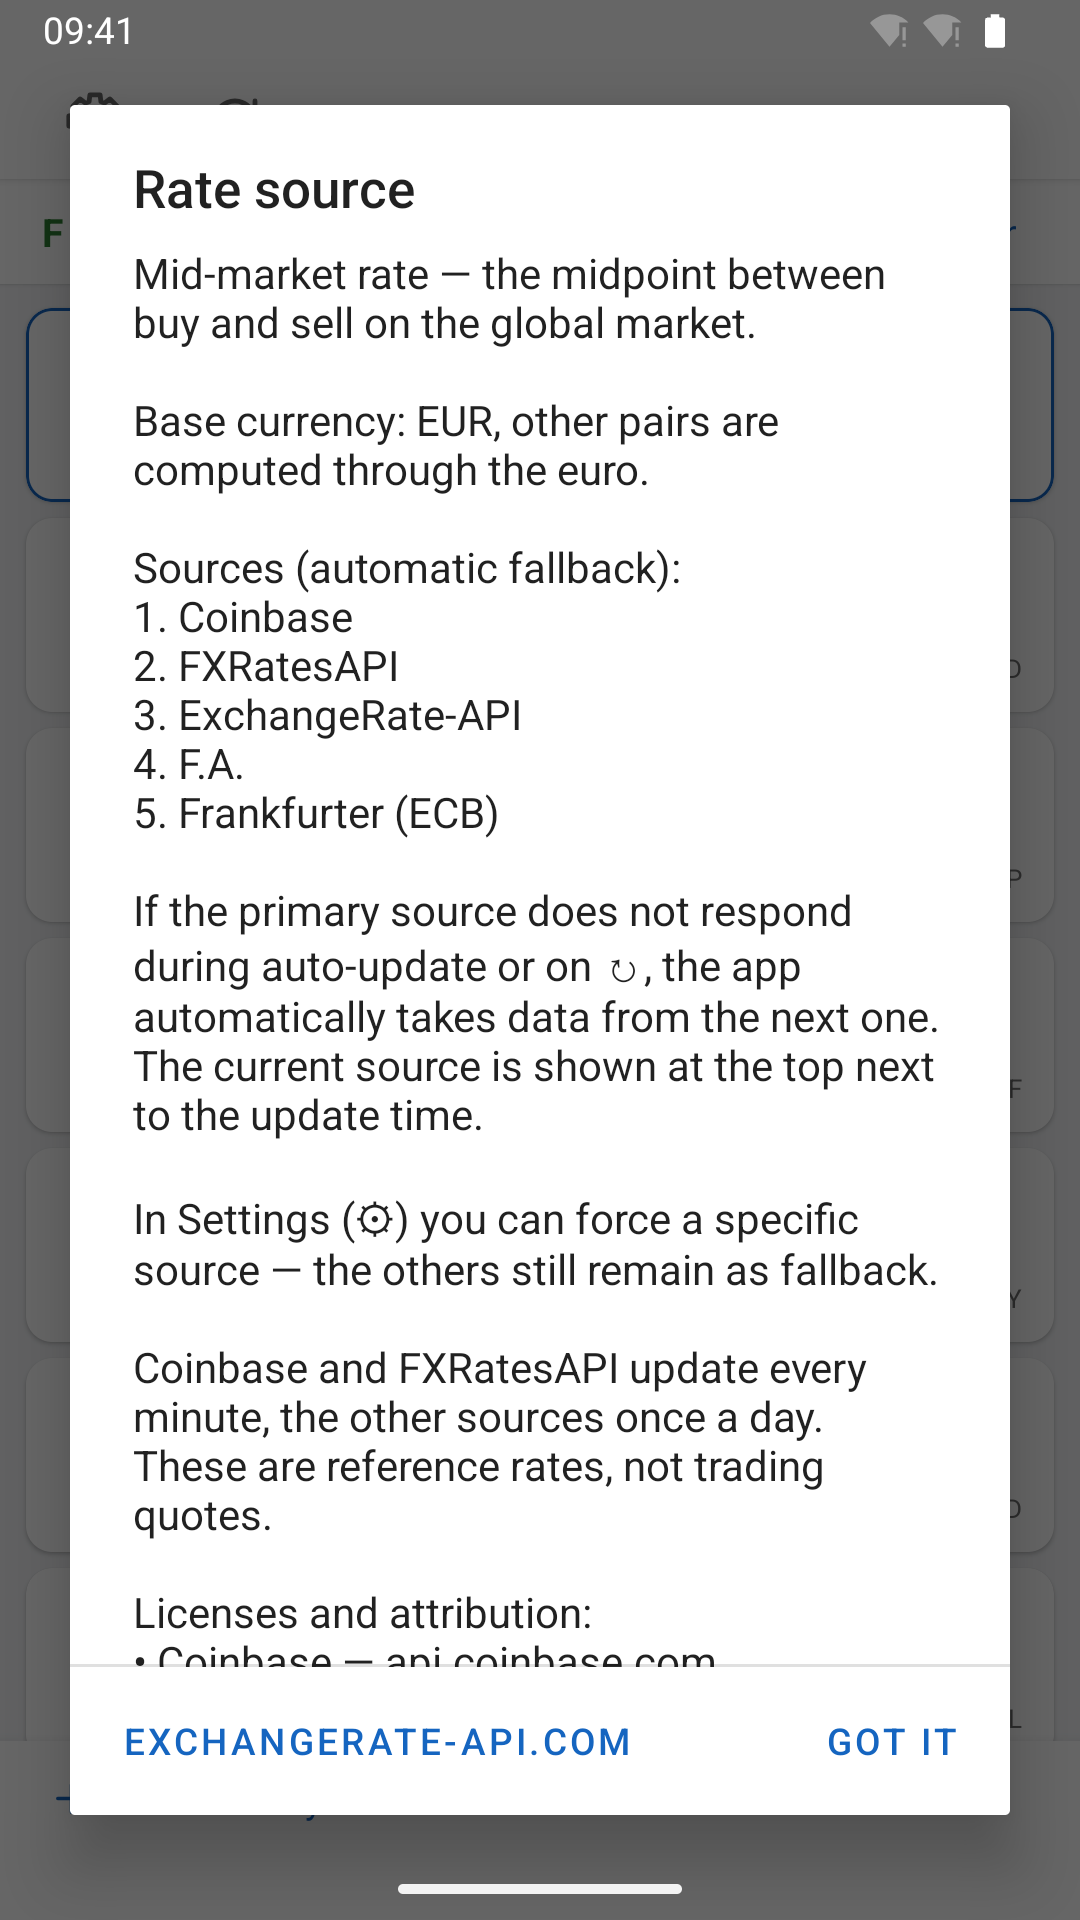 09:41
F
Rate source
Mid-market rate — the midpoint between
buy and sell on the global market.
Base currency: EUR, other pairs are
computed through the euro.
Sources (automatic fallback):
1. Coinbase
2. FXRatesAPI
3. ExchangeRate-API
4. F.A.
5. Frankfurter (ECB)
If the primary source does not respond
during auto-update or on ↻, the app
automatically takes data from the next one.
The current source is shown at the top next
to the update time.
In Settings (⚙) you can force a specific
source — the others still remain as fallback.
Coinbase and FXRatesAPI update every
minute, the other sources once a day.
These are reference rates, not trading
quotes.
Licenses and attribution:
• Coinbase — api.coinbase.com
EXCHANGERATE-API.COM
GOT IT